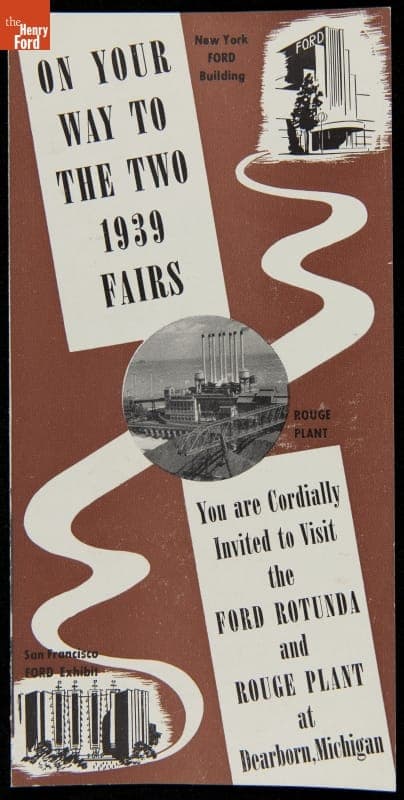 the
Henry
Ford
ON YOUR
WAY TO
THE TWO
1939
FAIRS
New York
FORD
Building
FORD
ROUGE
PLANT
You are Cordially
Invited to Visit
the
FORD ROTUNDA
and
ROUGE PLANT
at
Dearborn, Michigan
San Francisco
FORD Exhibit